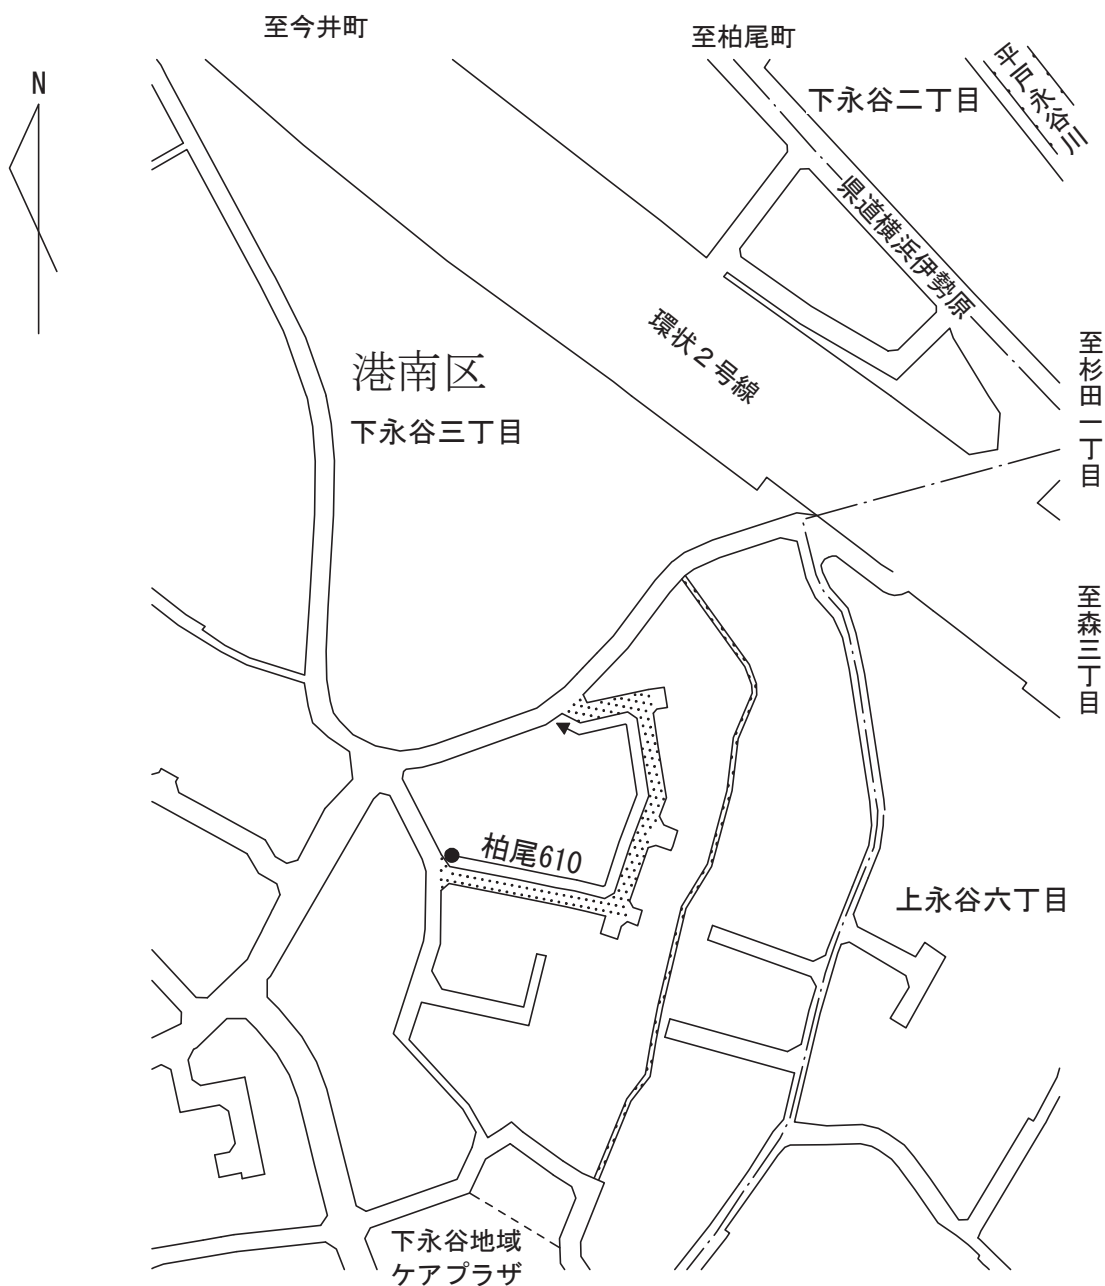 至今井町
至柏尾町
N
下永谷二丁目
平戸永谷川
県道横浜伊勢原
環状2号線
港南区
下永谷三丁目
至杉田一丁目
至森三丁目
柏尾610
上永谷六丁目
下永谷地域
ケアプラザ